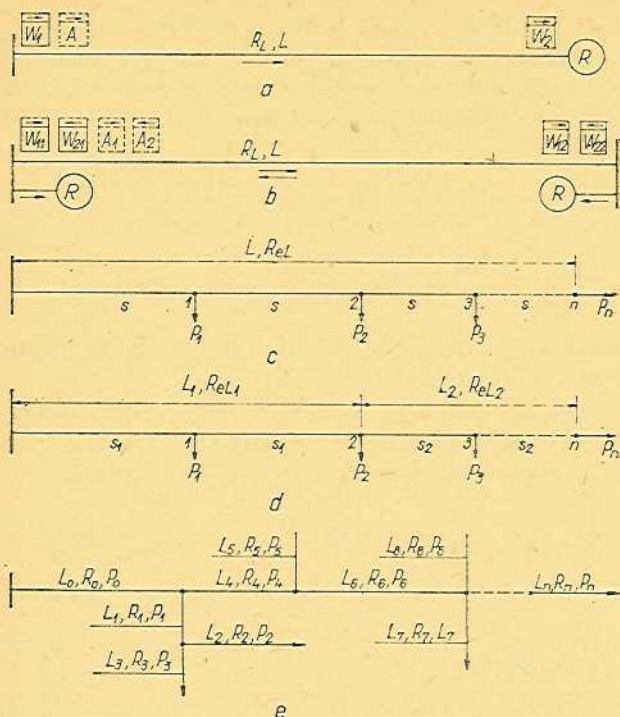 W1 A W2
RL, L R
a
W11 W21 A1 A2 W12 W22
RL, L
R b R
L, ReL
s 1 s 2 s 3 s n Pn
P1 P2 P3
c
L1, ReL1 L2, ReL2
s1 1 s1 2 s2 3 s2 n Pn
P1 P2 P3
d
L5, R5, P5 L8, R8, P8
L0, R0, P0 L4, R4, P4 L6, R6, P6 Ln, Rn, Pn
L1, R1, P1
L2, R2, P2 L7, R7, L7
L3, R3, P3
e